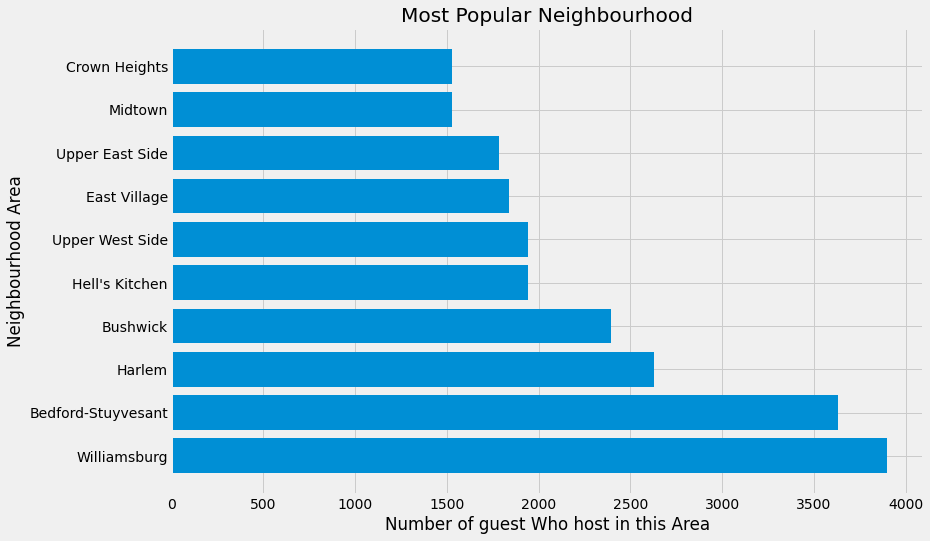 Most Popular Neighbourhood
Neighbourhood Area
Crown Heights
Midtown
Upper East Side
East Village
Upper West Side
Hell's Kitchen
Bushwick
Harlem
Bedford-Stuyvesant
Williamsburg
0 500 1000 1500 2000 2500 3000 3500 4000
Number of guest Who host in this Area